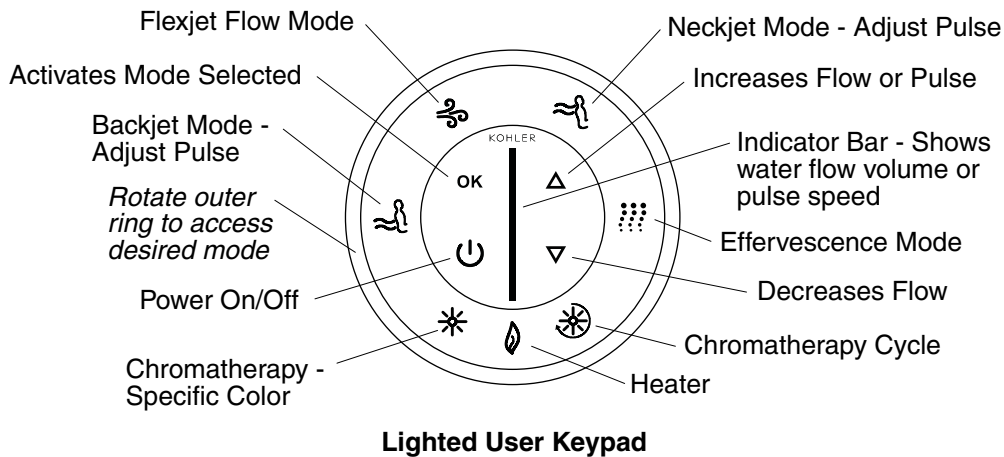 Flexjet Flow Mode
Neckjet Mode - Adjust Pulse
Activates Mode Selected
Increases Flow or Pulse
Backjet Mode -
Adjust Pulse
KOHLER
Indicator Bar - Shows
water flow volume or
pulse speed
OK
Rotate outer
ring to access
desired mode
Effervescence Mode
Power On/Off
Decreases Flow
Chromatherapy Cycle
Chromatherapy -
Specific Color
Heater
Lighted User Keypad